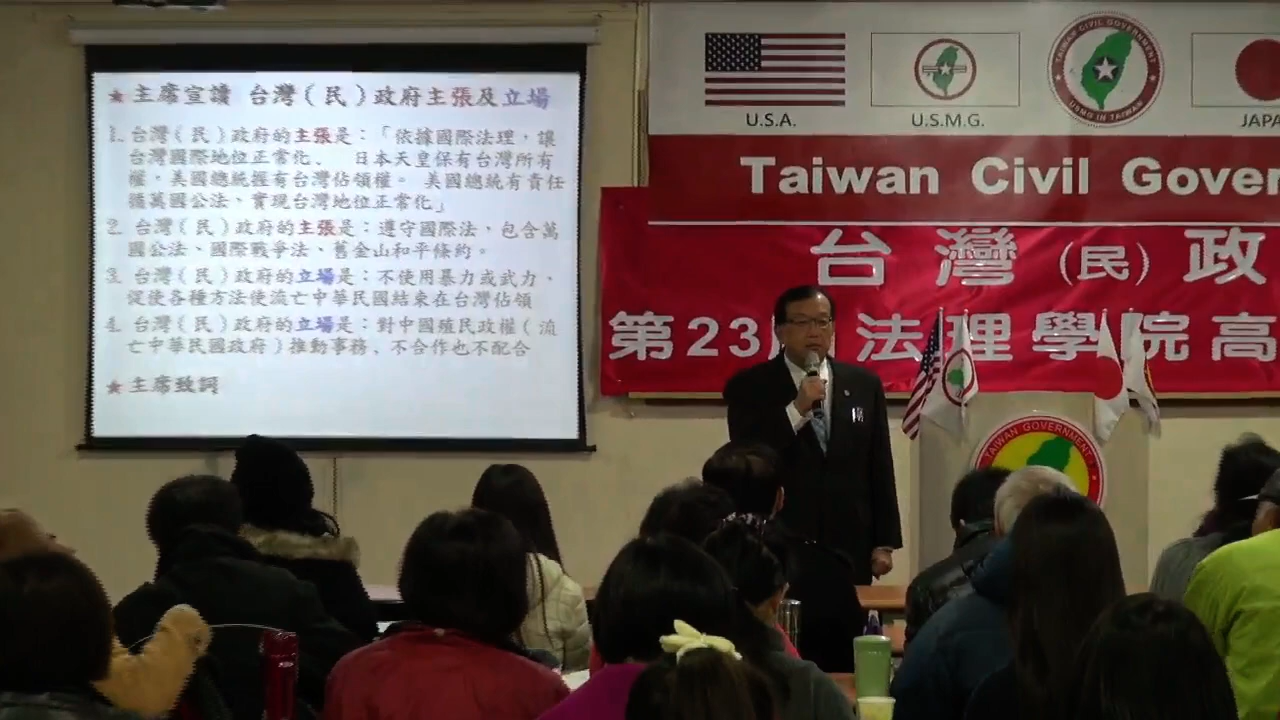 ★ 主席宣讀 台灣(民)政府主張及立場
1. 台灣(民)政府的主張是:「依據國際法理,讓
台灣國際地位正常化、 日本天皇保有台灣所有
權,美國總統握有台灣佔領權。 美國總統有責任
循萬國公法、實現台灣地位正常化」
2. 台灣(民)政府的主張是:遵守國際法,包含萬
國公法、國際戰爭法、舊金山和平條約。
3. 台灣(民)政府的立場是:不使用暴力或武力,
促使各種方法使流亡中華民國結束在台灣佔領
4. 台灣(民)政府的立場是:對中國殖民政權(流
亡中華民國政府)推動事務、不合作也不配合
★ 主席致詞
U.S.A.
U.S.M.G.
TAIWAN CIVIL GOVERNMENT
USMG IN TAIWAN
JAPA
Taiwan Civil Gover
台灣(民)政
第23 法理學院高
TAIWAN GOVERNMENT